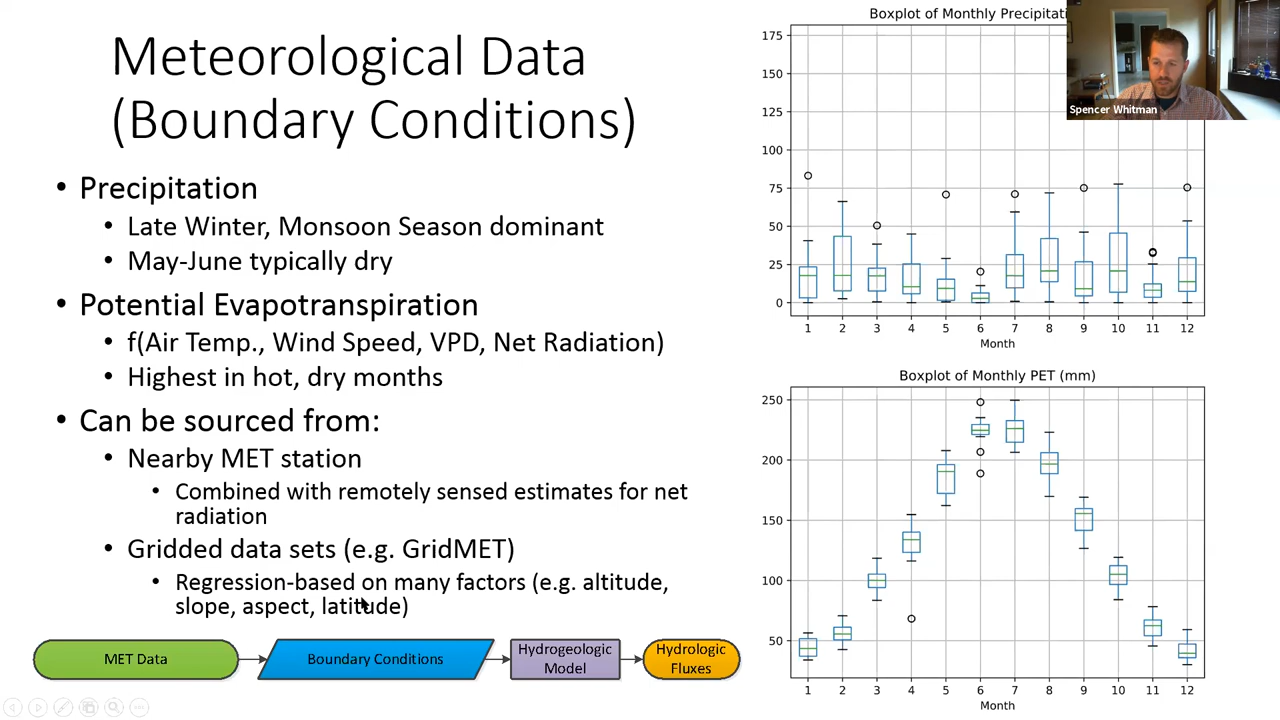 Meteorological Data
(Boundary Conditions)
• Precipitation
• Late Winter, Monsoon Season dominant
• May-June typically dry
• Potential Evapotranspiration
• f(Air Temp., Wind Speed, VPD, Net Radiation)
• Highest in hot, dry months
• Can be sourced from:
• Nearby MET station
• Combined with remotely sensed estimates for net
radiation
• Gridded data sets (e.g. GridMET)
• Regression-based on many factors (e.g. altitude,
slope, aspect, latitude)
MET Data
Boundary Conditions
Hydrogeologic
Model
Hydrologic
Fluxes
Boxplot of Monthly
Spencer Whitman
175
150
125
100
75
50
25
0
1 2 3 4 5 6 7 8 9 10 11 12
Month
Boxplot of Monthly PET (mm)
250
200
150
100
50
1 2 3 4 5 6 7 8 9 10 11 12
Month